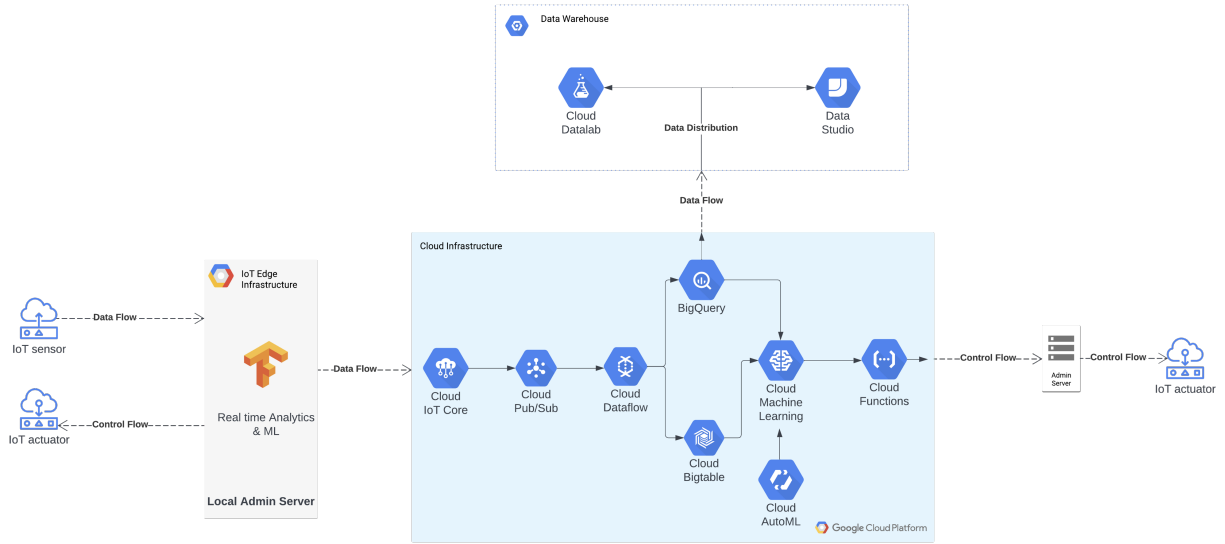 Data Warehouse
Cloud
Datalab
Data
Studio
Data Distribution
Data Flow
Cloud Infrastructure
IoT Edge
Infrastructure
BigQuery
IoT sensor
Data Flow
Real time Analytics
& ML
Local Admin Server
IoT actuator
Control Flow
Data Flow
Cloud
IoT Core
Cloud
Pub/Sub
Cloud
Dataflow
Cloud
Bigtable
Cloud
Machine
Learning
Cloud
AutoML
Cloud
Functions
Google Cloud Platform
Control Flow
Admin
Server
Control Flow
IoT actuator